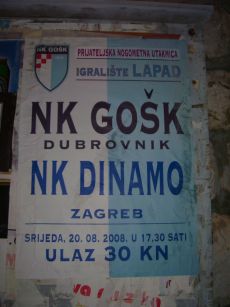 NK GOŠK
PRIJATELJSKA NOGOMETNA UTAKMICA
IGRALIŠTE LAPAD
NK GOŠK
DUBROVNIK
NK DINAMO
ZAGREB
SRIJEDA, 20. 08. 2008. U 17,30 SATI
ULAZ 30 KN